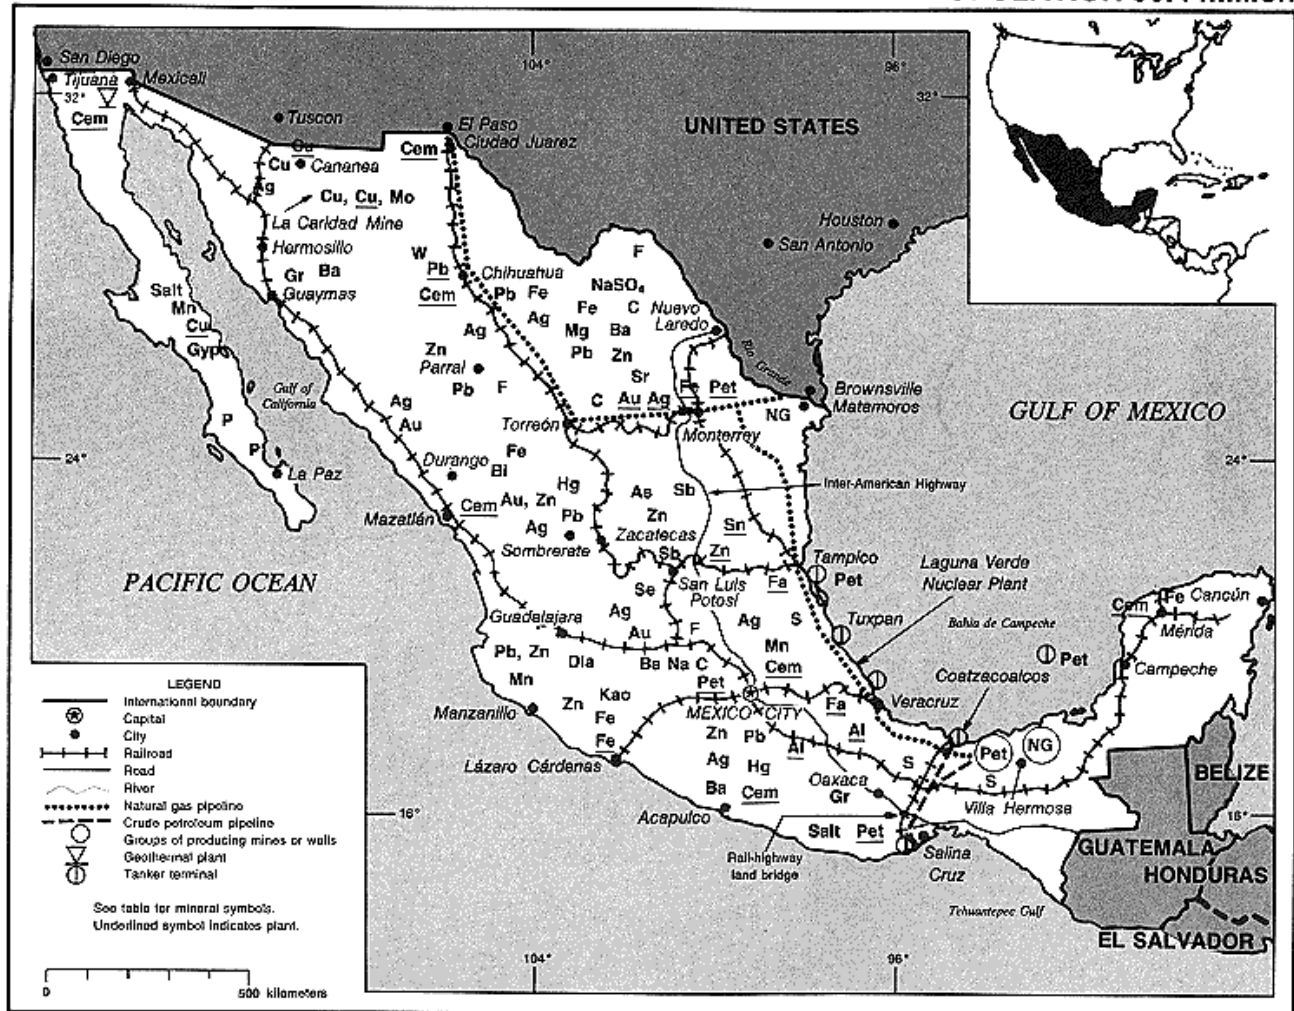 San Diego
Tijuana
Mexicali
32°
Cem
104°
96°
32°
Tuscon
El Paso
Ciudad Juarez
UNITED STATES
Cu
Cem
Cu
Cananea
Ag
Cu, Cu, Mo
La Caridad Mine
Houston
San Antonio
Hermosillo
F
W
Gr
Ba
Pb
Chihuahua
NaSO₄
Salt
Guaymas
Cem
Pb
Fe
Fe
C
Nuevo
Laredo
Mn
Cu
Ag
Ag
Mg
Ba
Gyp
Zn
Pb
Zn
Rio Grande
Parral
Sr
Gulf of
California
Pb
F
Fe
Pet
Brownsville
Matamoros
Ag
C
Au
Ag
NG
GULF OF MEXICO
P
Au
Torreón
Monterrey
P
Fe
24°
La Paz
Durango
Bi
24°
Hg
As
Sb
Inter-American Highway
Cem
Au, Zn
Mazatlán
Ag
Pb
Zn
Sn
Sombrerete
Zacatecas
Sb
Zn
Tampico
Laguna Verde
Nuclear Plant
PACIFIC OCEAN
Se
San Luis
Potosí
Fa
Pet
Fe
Cancún
Cem
Guadalajara
Ag
Ag
S
Tuxpan
Bahia de Campeche
Mérida
Au
F
Mn
Pb, Zn
Dia
Ba
Na
C
Cem
Pet
Coatzacoalcos
Campeche
Mn
Pet
Kao
Zn
Manzanillo
MEXICO CITY
Fa
Veracruz
Fe
Zn
Pb
Al
Al
Fe
Pet
NG
Lázaro Cárdenas
Ag
Hg
S
S
BELIZE
Oaxaca
Ba
Cem
Gr
Villa Hermosa
16°
Acapulco
16°
Salt
Pet
Salina
Cruz
GUATEMALA
Rail-highway
land bridge
HONDURAS
Tehuantepec Gulf
EL SALVADOR
104°
96°
LEGEND
International boundary
Capital
City
Railroad
Road
River
Natural gas pipeline
Crude petroleum pipeline
Groups of producing mines or walls
Geothermal plant
Tanker terminal
See table for mineral symbols.
Underlined symbol indicates plant.
0
500 kilometers